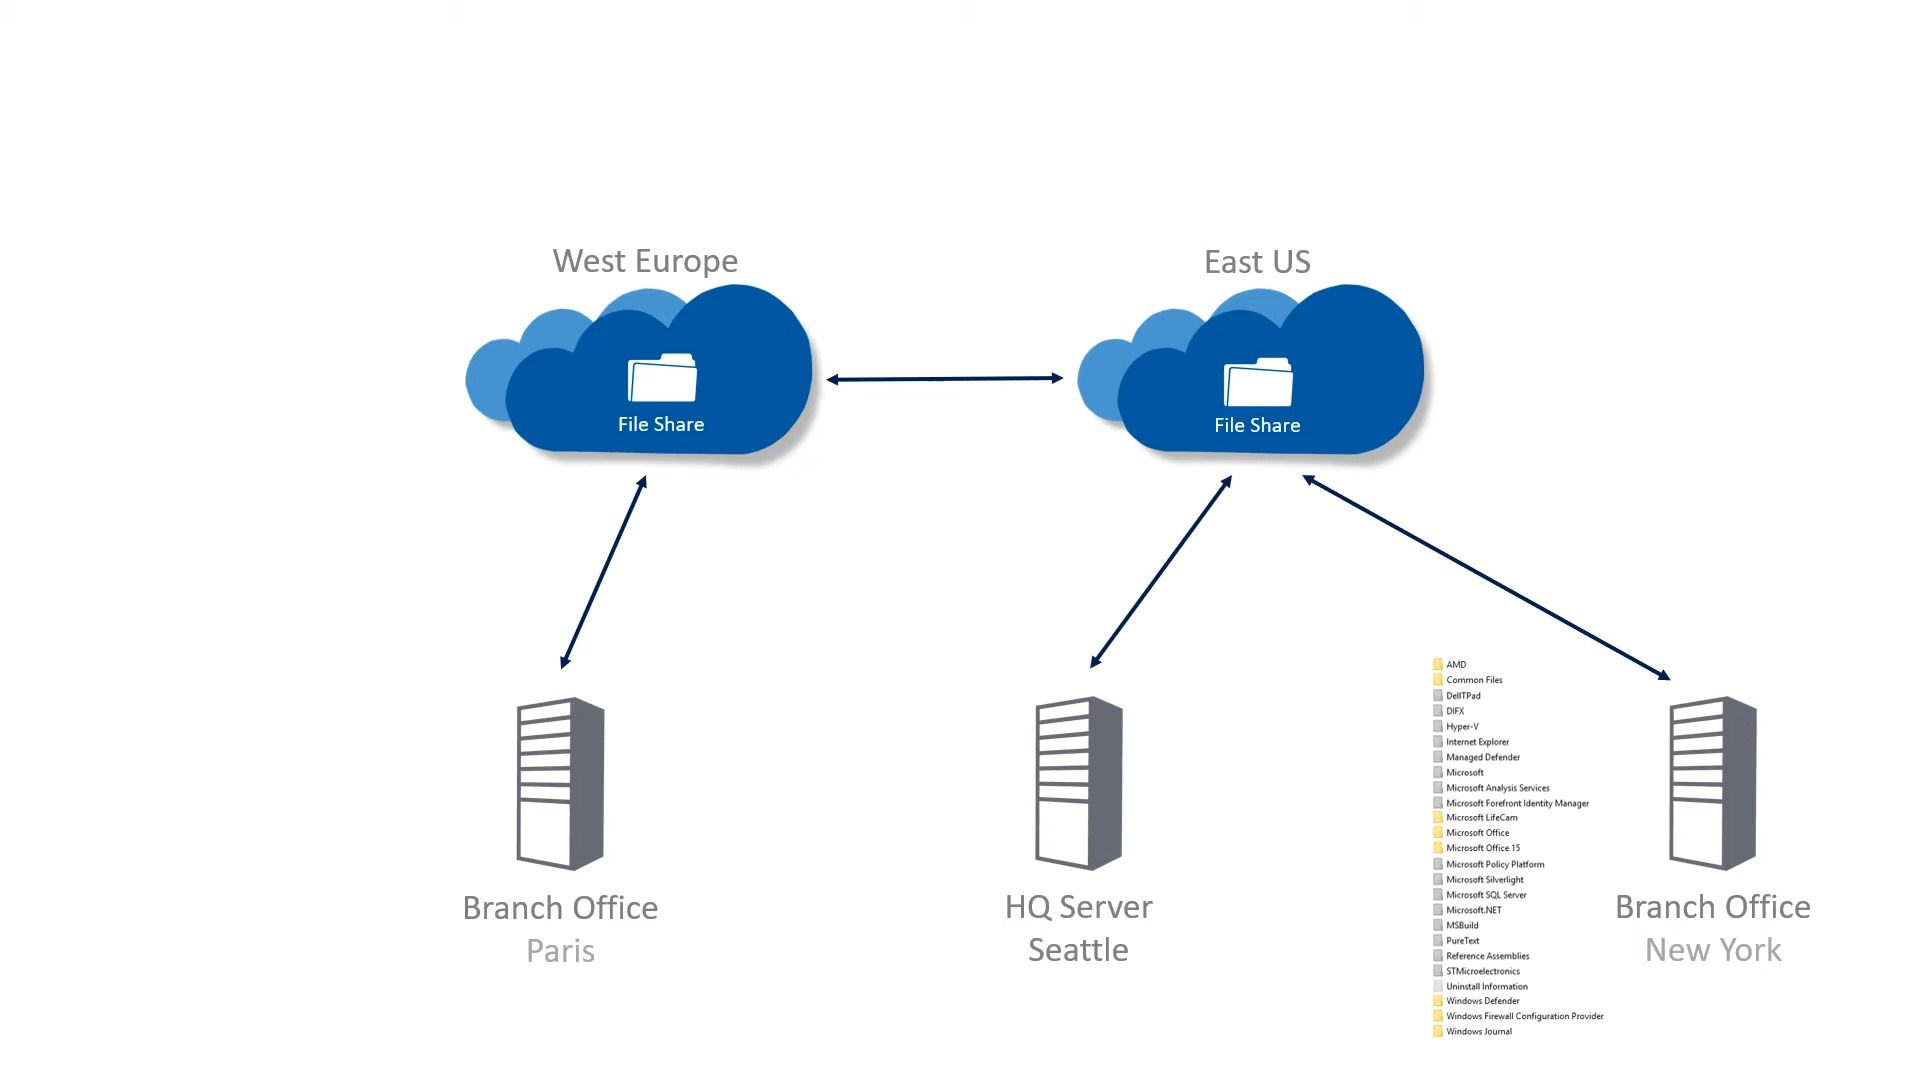 West Europe
East US
File Share
File Share
AMD
Common Files
DellTPad
DIFX
Hyper-V
Internet Explorer
Managed Defender
Microsoft
Microsoft Analysis Services
Microsoft Forefront Identity Manager
Microsoft LifeCam
Microsoft Office
Microsoft Office 15
Microsoft Policy Platform
Microsoft Silverlight
Microsoft SQL Server
Microsoft.NET
MSBuild
PureText
Reference Assemblies
STMicroelectronics
Uninstall Information
Windows Defender
Windows Firewall Configuration Provider
Windows Journal
Branch Office
Paris
HQ Server
Seattle
Branch Office
New York